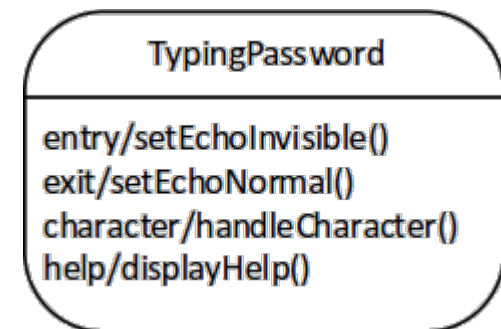 TypingPassword
entry/setEchoInvisible()
exit/setEchoNormal()
character/handleCharacter()
help/displayHelp()